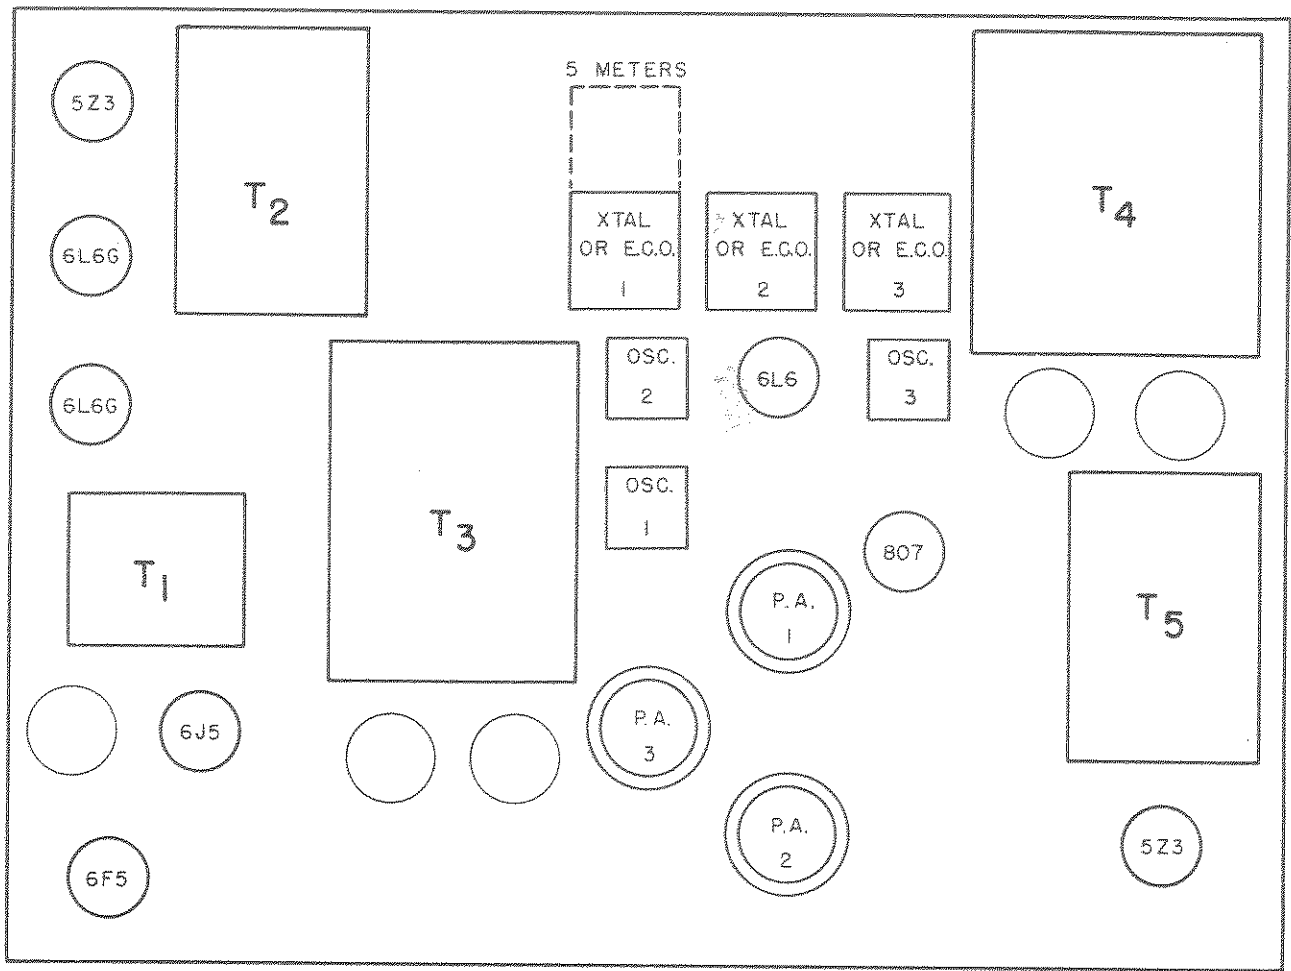 5 METERS
5Z3
T2
T4
XTAL
OR E.C.O.
1
XTAL
OR E.C.O.
2
XTAL
OR E.C.O.
3
6L6G
OSC.
2
6L6
OSC.
3
6L6G
OSC.
1
T3
807
T1
P.A.
1
T5
6J5
P.A.
3
P.A.
2
5Z3
6F5